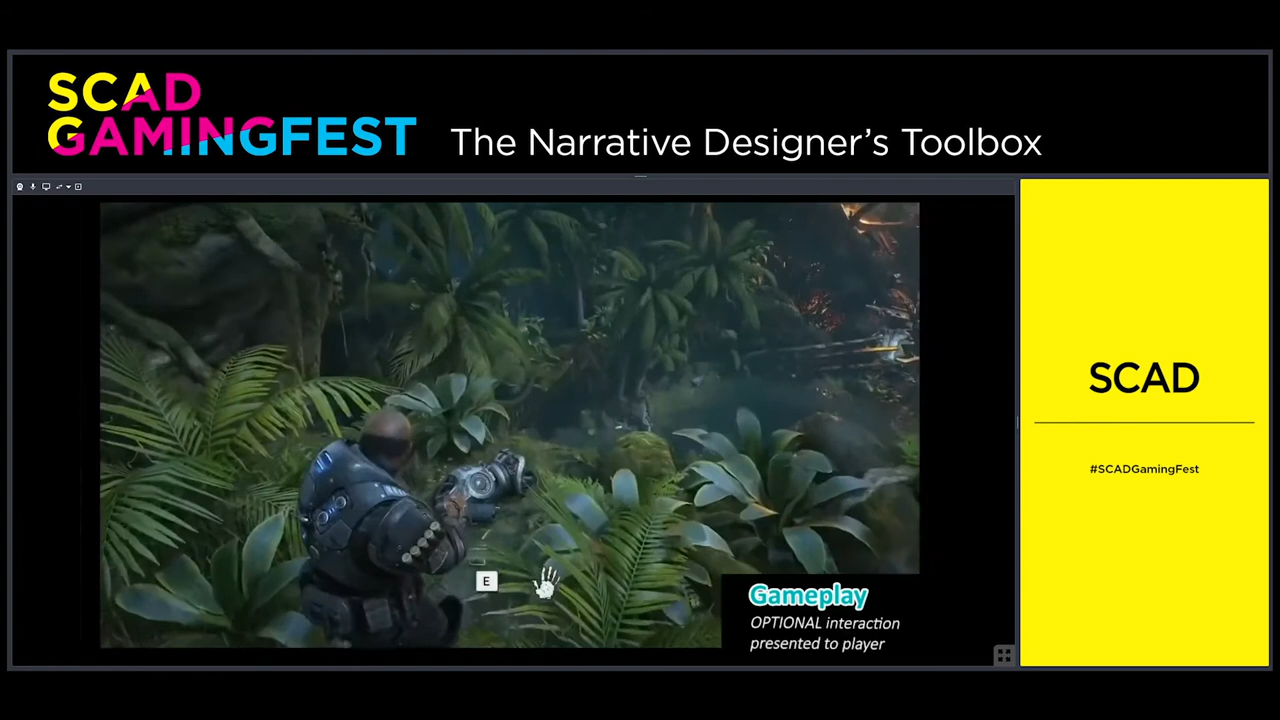 SCAD
GAMINGFEST
The Narrative Designer's Toolbox
E
Gameplay
OPTIONAL interaction
presented to player
SCAD
#SCADGamingFest